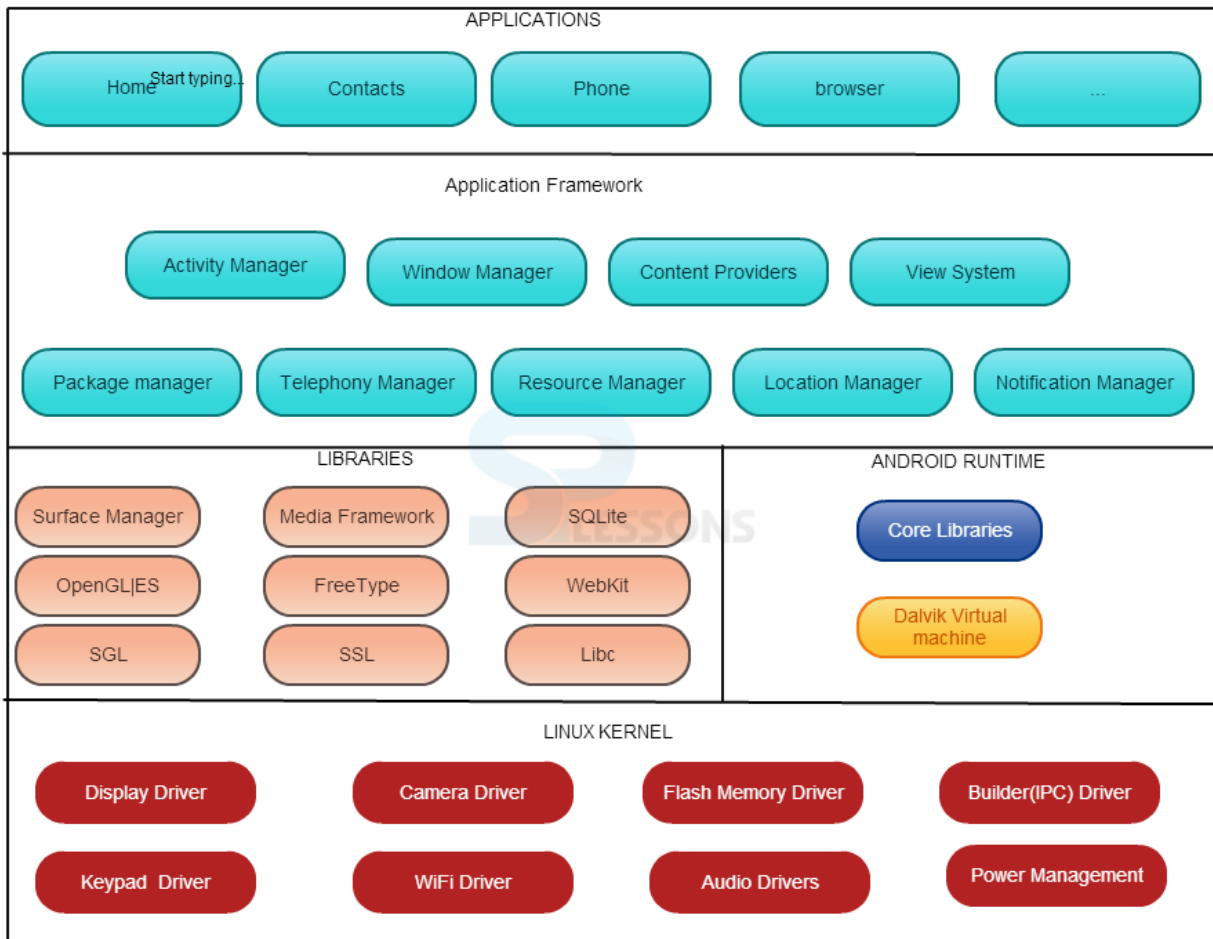 APPLICATIONS
Home
Start typing...
Contacts
Phone
browser
...
Application Framework
Activity Manager
Window Manager
Content Providers
View System
Package manager
Telephony Manager
Resource Manager
Location Manager
Notification Manager
LIBRARIES
Surface Manager
Media Framework
SQLite
OpenGL|ES
FreeType
WebKit
SGL
SSL
Libc
SP LESSONS
ANDROID RUNTIME
Core Libraries
Dalvik Virtual
machine
LINUX KERNEL
Display Driver
Camera Driver
Flash Memory Driver
Builder(IPC) Driver
Keypad Driver
WiFi Driver
Audio Drivers
Power Management